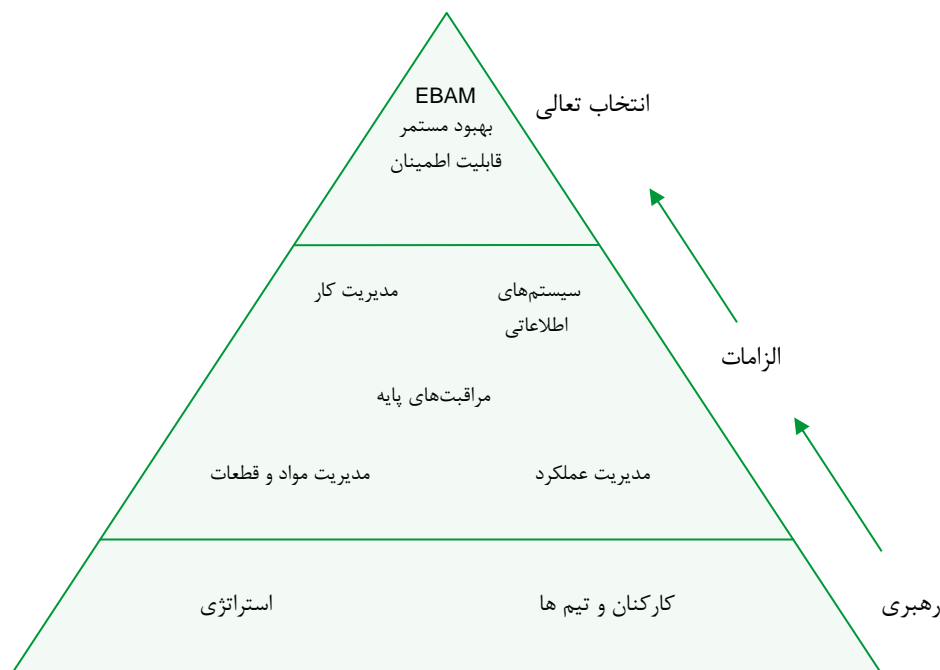 EBAM
بهبود مستمر
قابلیت اطمینان
انتخاب تعالی
سیستم‌های
اطلاعاتی
مدیریت کار
الزامات
مراقبت‌های پایه
مدیریت عملکرد
مدیریت مواد و قطعات
رهبری
کارکنان و تیم ها
استراتژی